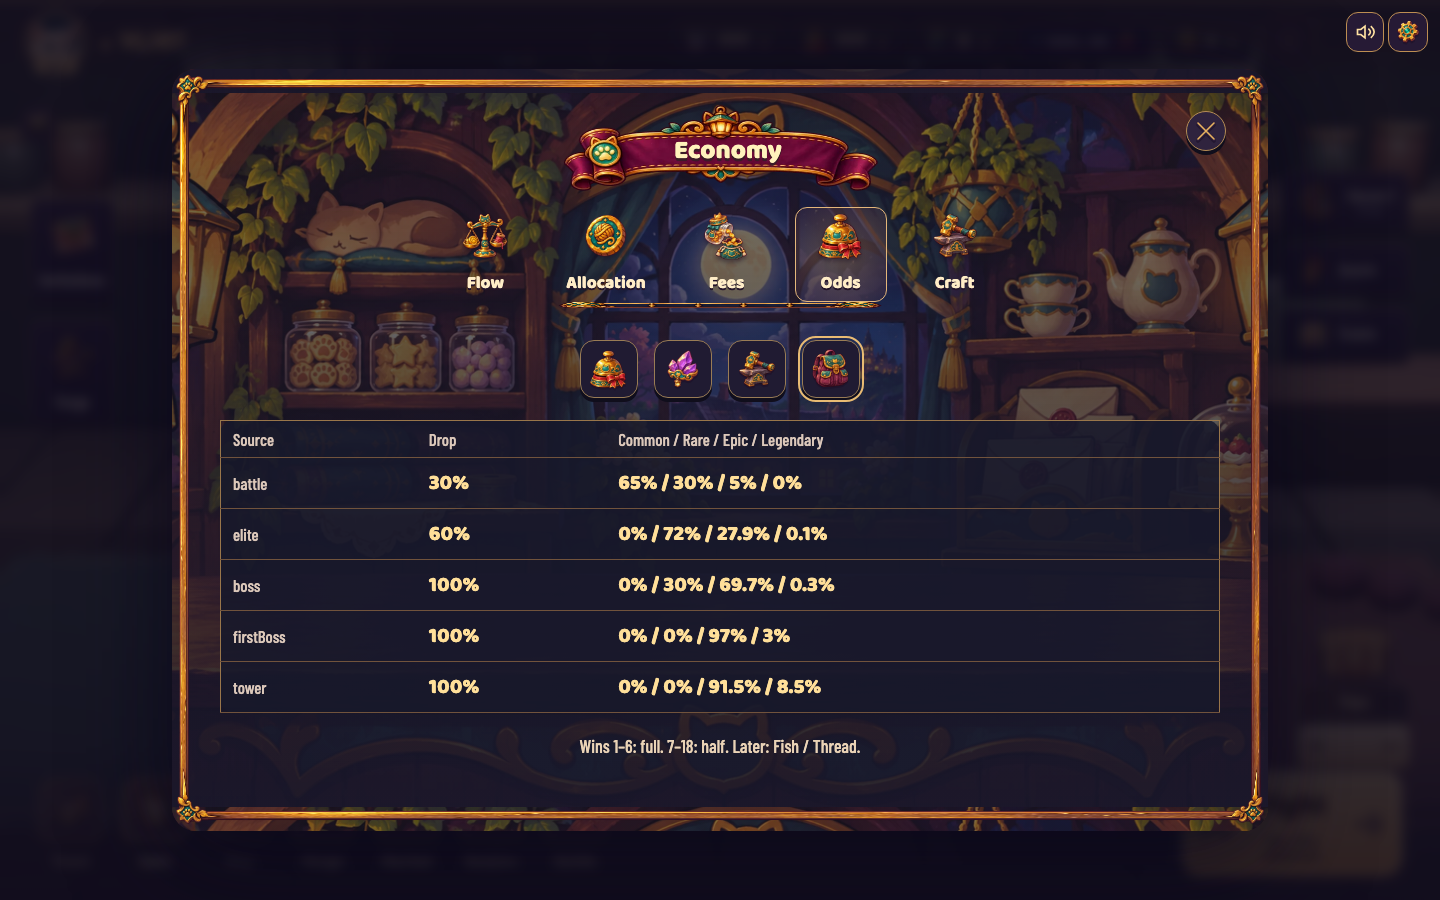 Economy
Flow Allocation Fees Odds Craft
Source Drop Common / Rare / Epic / Legendary
battle 30% 65% / 30% / 5% / 0%
elite 60% 0% / 72% / 27.9% / 0.1%
boss 100% 0% / 30% / 69.7% / 0.3%
firstBoss 100% 0% / 0% / 97% / 3%
tower 100% 0% / 0% / 91.5% / 8.5%
Wins 1–6: full. 7–18: half. Later: Fish / Thread.